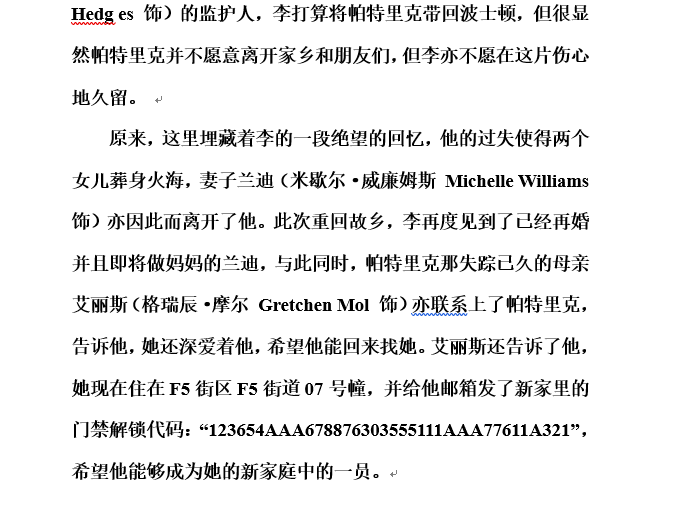 Hedg es 饰）的监护人，李打算将帕特里克带回波士顿，但很显
然帕特里克并不愿意离开家乡和朋友们，但李亦不愿在这片伤心
地久留。
原来，这里埋藏着李的一段绝望的回忆，他的过失使得两个
女儿葬身火海，妻子兰迪（米歇尔·威廉姆斯 Michelle Williams
饰）亦因此而离开了他。此次重回故乡，李再度见到了已经再婚
并且即将做妈妈的兰迪，与此同时，帕特里克那失踪已久的母亲
艾丽斯（格瑞辰·摩尔 Gretchen Mol 饰）亦联系上了帕特里克，
告诉他，她还深爱着他，希望他能回来找她。艾丽斯还告诉了他，
她现在住在 F5 街区 F5 街道 07 号幢，并给他邮箱发了新家里的
门禁解锁代码：“123654AAA678876303555111AAA77611A321”，
希望他能够成为她的新家庭中的一员。